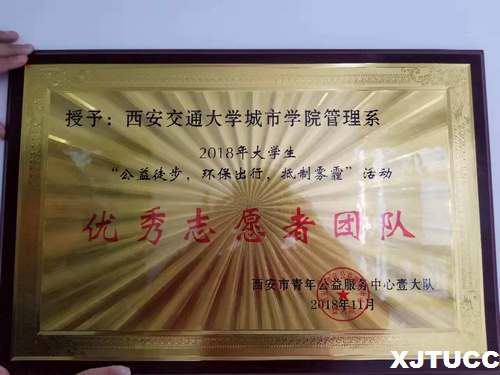 授予：西安交通大学城市学院管理系
2018年大学生
“公益徒步，环保出行，抵制雾霾”活动
优秀志愿者团队
西安市青年公益服务中心壹大队
2018年11月
XJTUCC